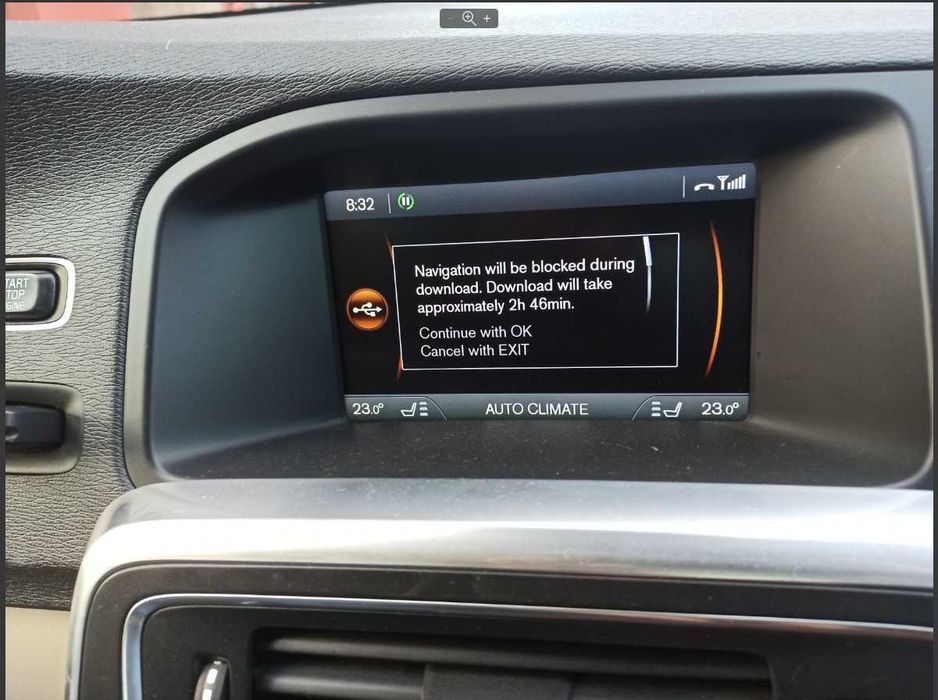 8:32
Navigation will be blocked during
download. Download will take
approximately 2h 46min.
Continue with OK
Cancel with EXIT
START
STOP
ENGINE
23.0°
AUTO CLIMATE
23.0°